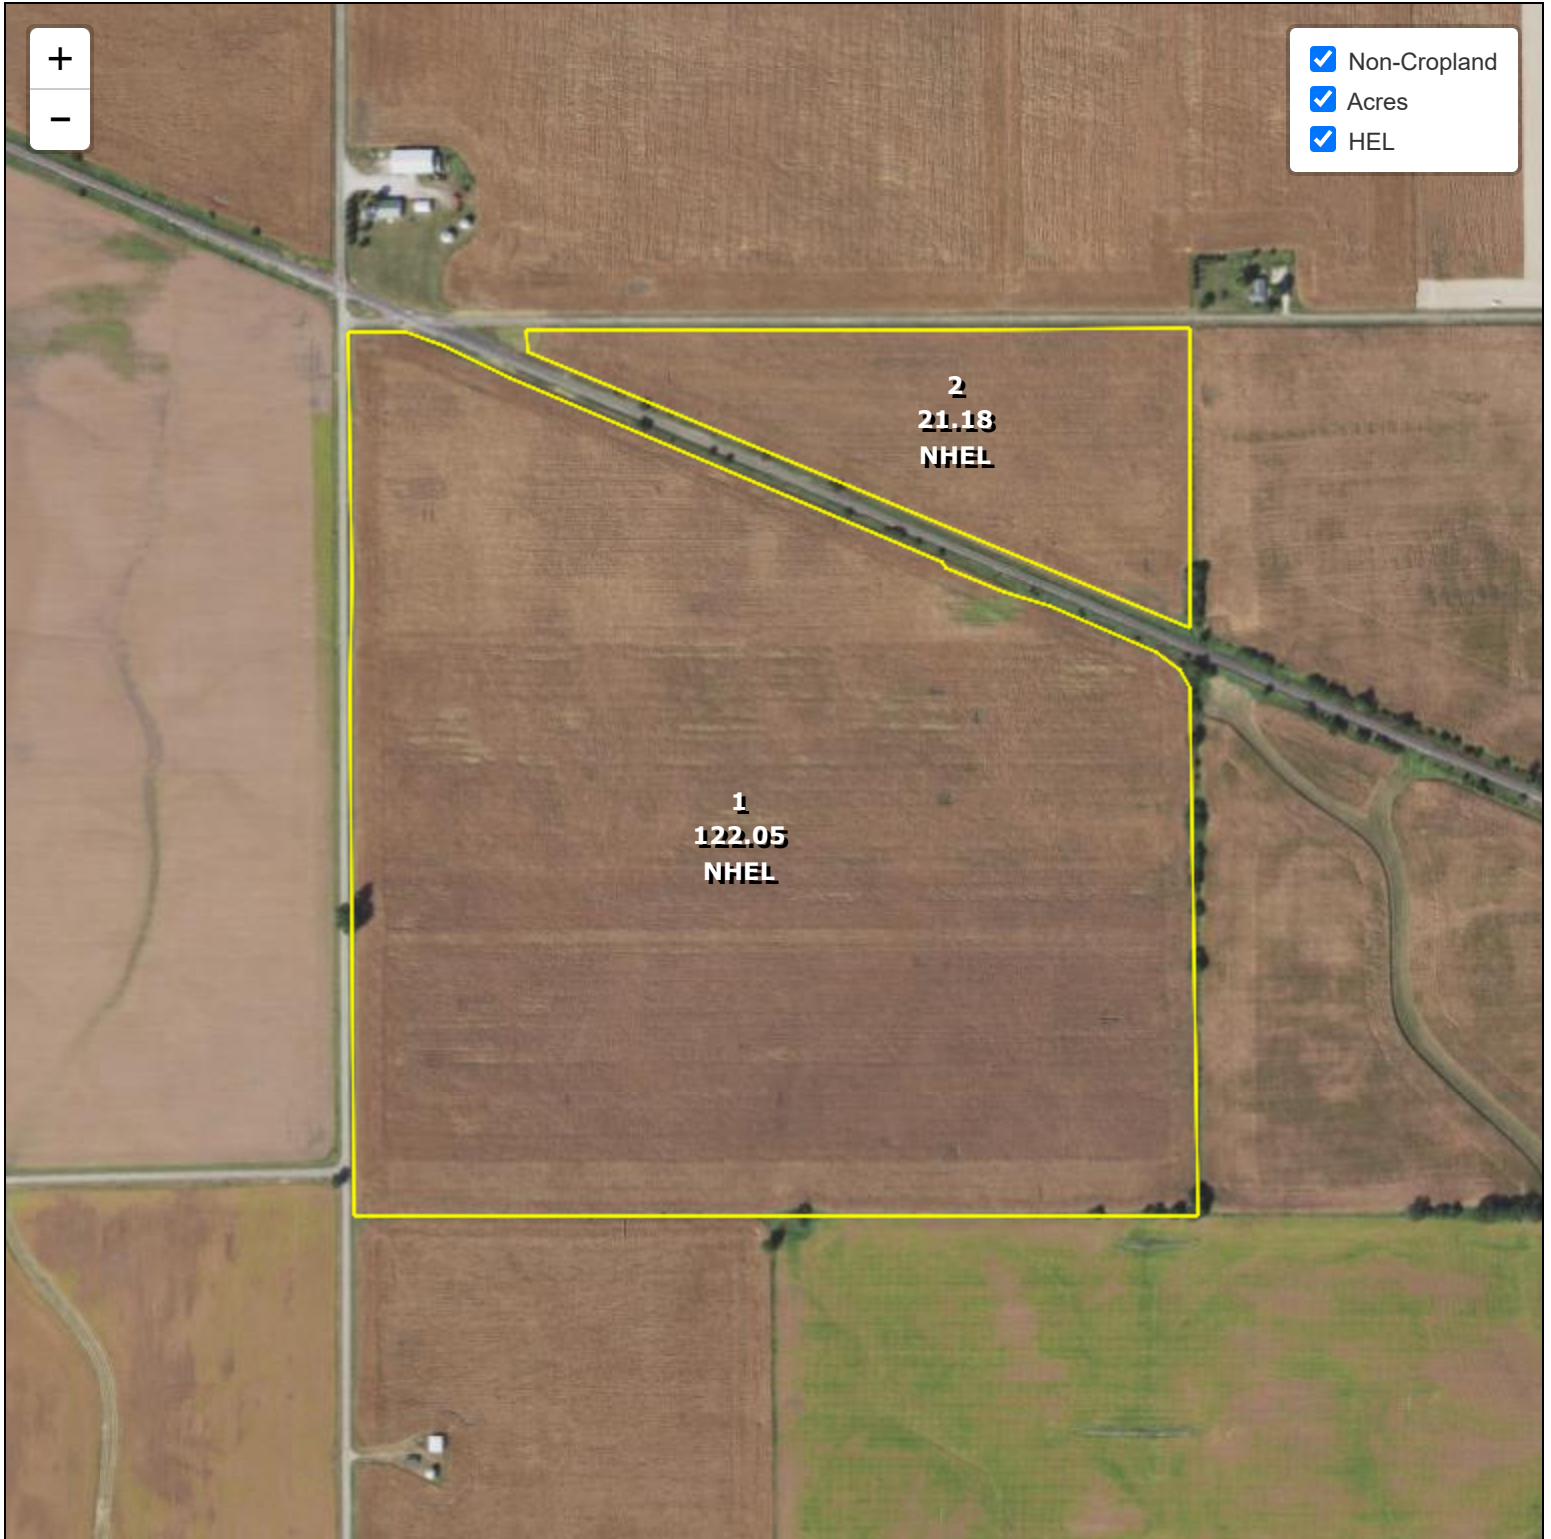 +
−
Non-Cropland
Acres
HEL
2
21.18
NHEL
1
122.05
NHEL